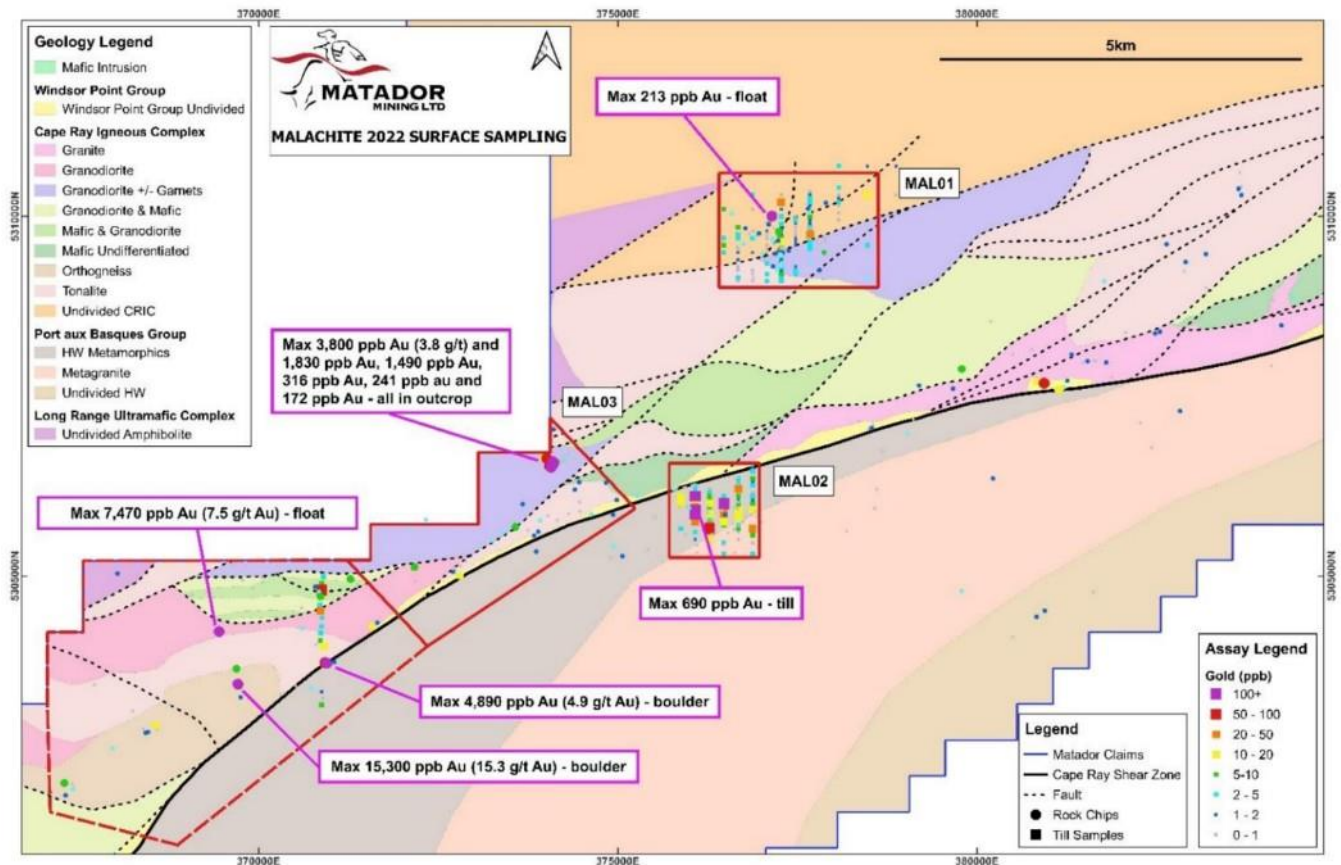 370000E
375000E
380000E
Geology Legend
Mafic Intrusion
Windsor Point Group
Windsor Point Group Undivided
Cape Ray Igneous Complex
Granite
Granodiorite
Granodiorite +/- Garnets
Granodiorite & Mafic
Mafic & Granodiorite
Mafic Undifferentiated
Orthogneiss
Tonalite
Undivided CRIC
Port aux Basques Group
HW Metamorphics
Metagranite
Undivided HW
Long Range Ultramafic Complex
Undivided Amphibolite
MATADOR
MINING LTD
MALACHITE 2022 SURFACE SAMPLING
5km
Max 213 ppb Au - float
MAL01
5310000N
5310000N
Max 3,800 ppb Au (3.8 g/t) and
1,830 ppb Au, 1,490 ppb Au,
316 ppb Au, 241 ppb au and
172 ppb Au - all in outcrop
MAL03
MAL02
Max 7,470 ppb Au (7.5 g/t Au) - float
Max 690 ppb Au - till
5305000N
5305000N
Max 4,890 ppb Au (4.9 g/t Au) - boulder
Max 15,300 ppb Au (15.3 g/t Au) - boulder
Legend
Matador Claims
Cape Ray Shear Zone
Fault
Rock Chips
Till Samples
Assay Legend
Gold (ppb)
100+
50 - 100
20 - 50
10 - 20
5-10
2 - 5
1 - 2
0 - 1
370000E
375000E
380000E